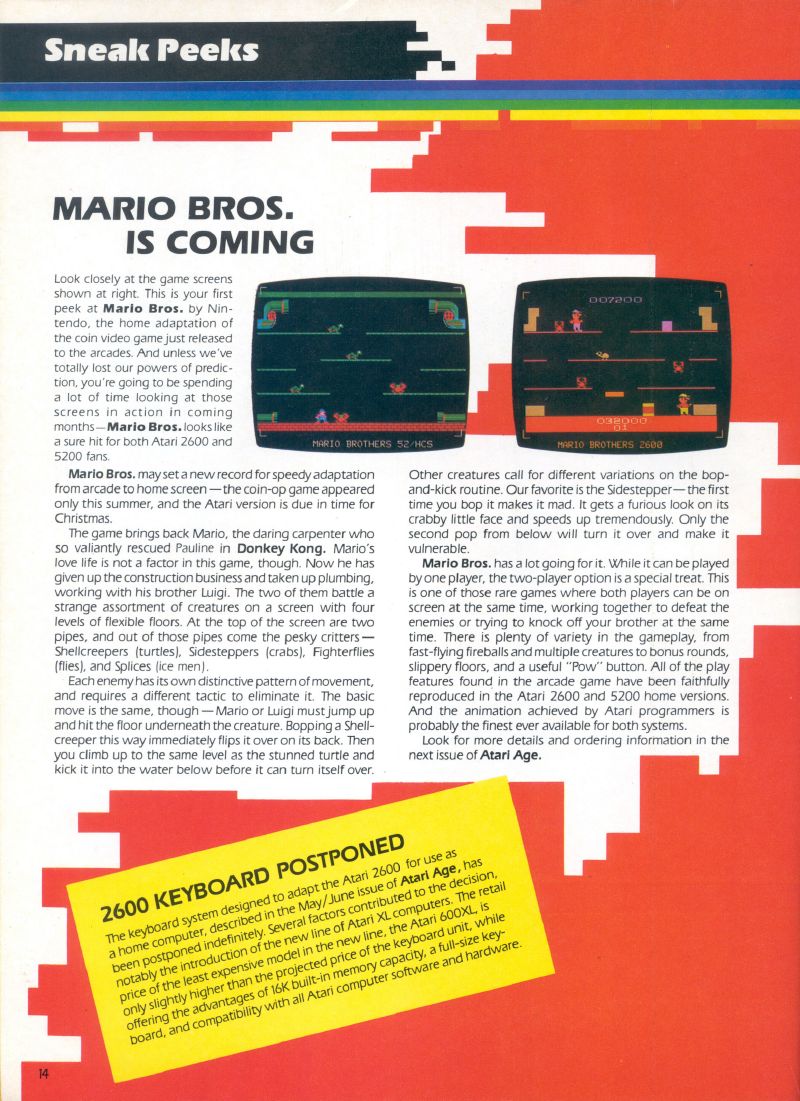 Sneak Peeks
MARIO BROS.
IS COMING
Look closely at the game screens
shown at right. This is your first
peek at Mario Bros. by Nin-
tendo, the home adaptation of
the coin video game just released
to the arcades. And unless we've
totally lost our powers of predic-
tion, you're going to be spending
a lot of time looking at those
screens in action in coming
months—Mario Bros. looks like
a sure hit for both Atari 2600 and
5200 fans.
MARIO BROTHERS 52/HCS
007200
032000
01
MARIO BROTHERS 2600
Mario Bros. may set a new record for speedy adaptation
from arcade to home screen—the coin-op game appeared
only this summer, and the Atari version is due in time for
Christmas.
The game brings back Mario, the daring carpenter who
so valiantly rescued Pauline in Donkey Kong. Mario's
love life is not a factor in this game, though. Now he has
given up the construction business and taken up plumbing,
working with his brother Luigi. The two of them battle a
strange assortment of creatures on a screen with four
levels of flexible floors. At the top of the screen are two
pipes, and out of those pipes come the pesky critters—
Shellcreepers (turtles), Sidesteppers (crabs), Fighterflies
(flies), and Splices (ice men).
Each enemy has its own distinctive pattern of movement,
and requires a different tactic to eliminate it. The basic
move is the same, though—Mario or Luigi must jump up
and hit the floor underneath the creature. Bopping a Shell-
creeper this way immediately flips it over on its back. Then
you climb up to the same level as the stunned turtle and
kick it into the water below before it can turn itself over.
Other creatures call for different variations on the bop-
and-kick routine. Our favorite is the Sidestepper—the first
time you bop it makes it mad. It gets a furious look on its
crabby little face and speeds up tremendously. Only the
second pop from below will turn it over and make it
vulnerable.
Mario Bros. has a lot going for it. While it can be played
by one player, the two-player option is a special treat. This
is one of those rare games where both players can be on
screen at the same time, working together to defeat the
enemies or trying to knock off your brother at the same
time. There is plenty of variety in the gameplay, from
fast-flying fireballs and multiple creatures to bonus rounds,
slippery floors, and a useful "Pow" button. All of the play
features found in the arcade game have been faithfully
reproduced in the Atari 2600 and 5200 home versions.
And the animation achieved by Atari programmers is
probably the finest ever available for both systems.
Look for more details and ordering information in the
next issue of Atari Age.
2600 KEYBOARD POSTPONED
The keyboard system designed to adapt the Atari 2600 for use as
a home computer, described in the May/June issue of Atari Age, has
been postponed indefinitely. Several factors contributed to the decision,
notably the introduction of the new line of Atari XL computers. The retail
price of the least expensive model in the new line, the Atari 600XL, is
only slightly higher than the projected price of the keyboard unit, while
offering the advantages of 16K built-in memory capacity, a full-size key-
board, and compatibility with all Atari computer software and hardware.
14